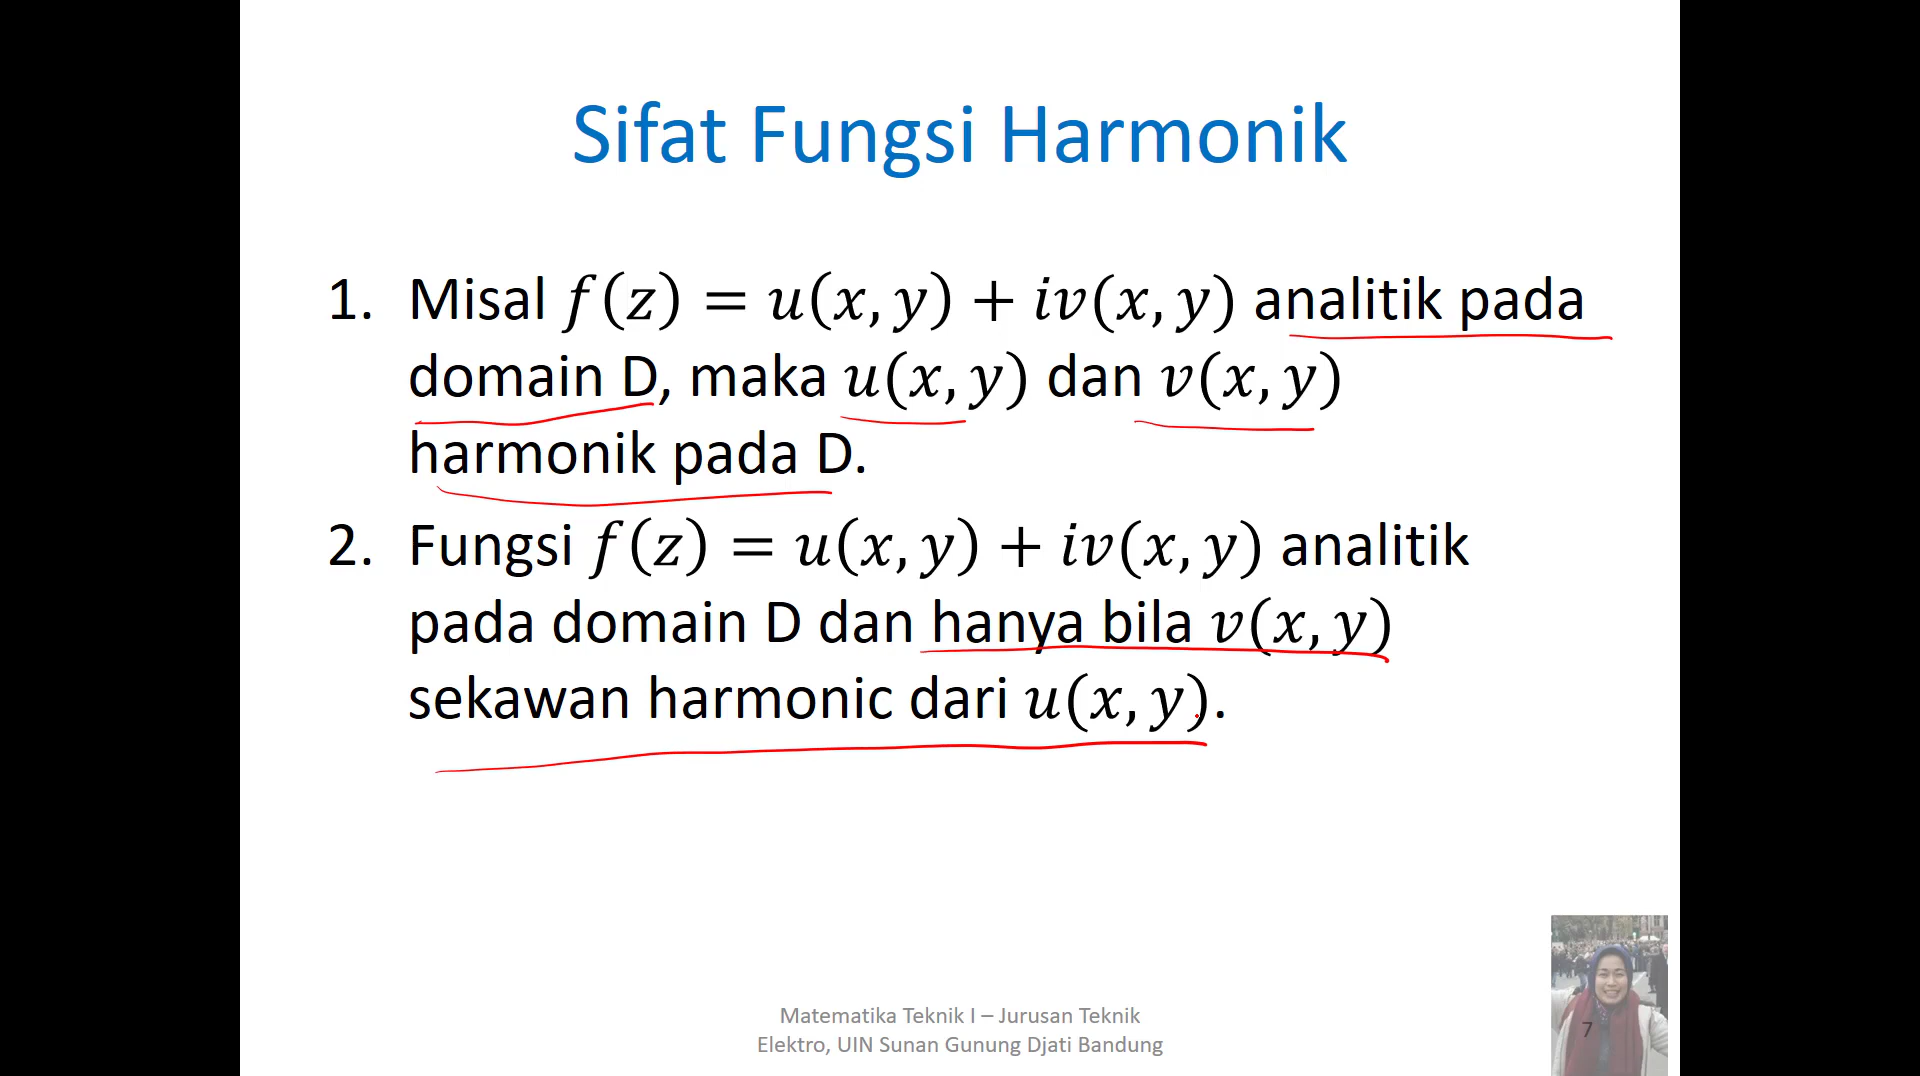 Sifat Fungsi Harmonik
1. Misal f(z) = u(x, y) + iv(x, y) analitik pada
domain D, maka u(x, y) dan v(x, y)
harmonik pada D.
2. Fungsi f(z) = u(x, y) + iv(x, y) analitik
pada domain D dan hanya bila v(x, y)
sekawan harmonic dari u(x, y).
Matematika Teknik I – Jurusan Teknik
Elektro, UIN Sunan Gunung Djati Bandung
7